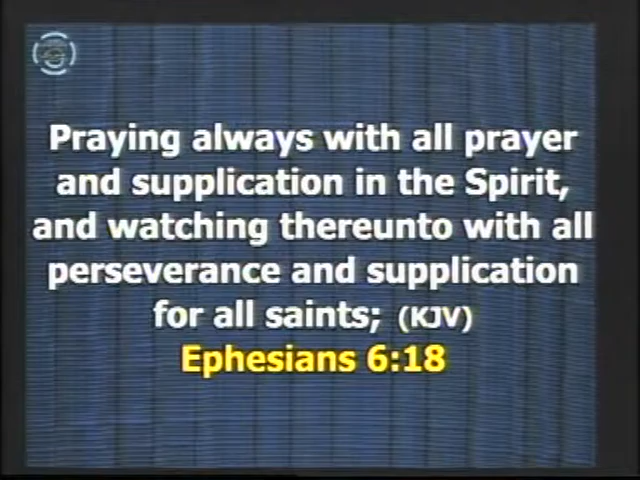 Praying always with all prayer
and supplication in the Spirit,
and watching thereunto with all
perseverance and supplication
for all saints; (KJV)
Ephesians 6:18